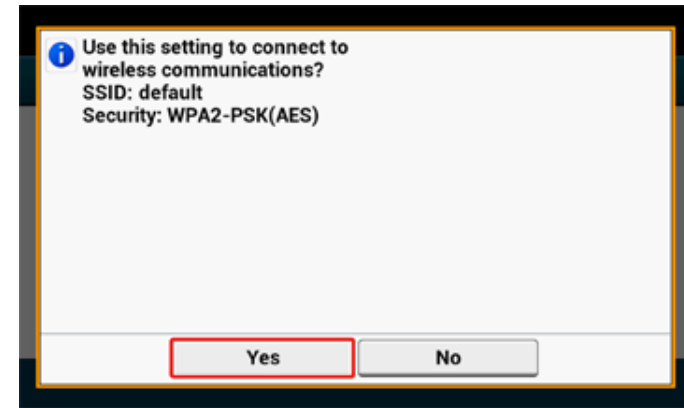 Use this setting to connect to
wireless communications?
SSID: default
Security: WPA2-PSK(AES)
Yes
No